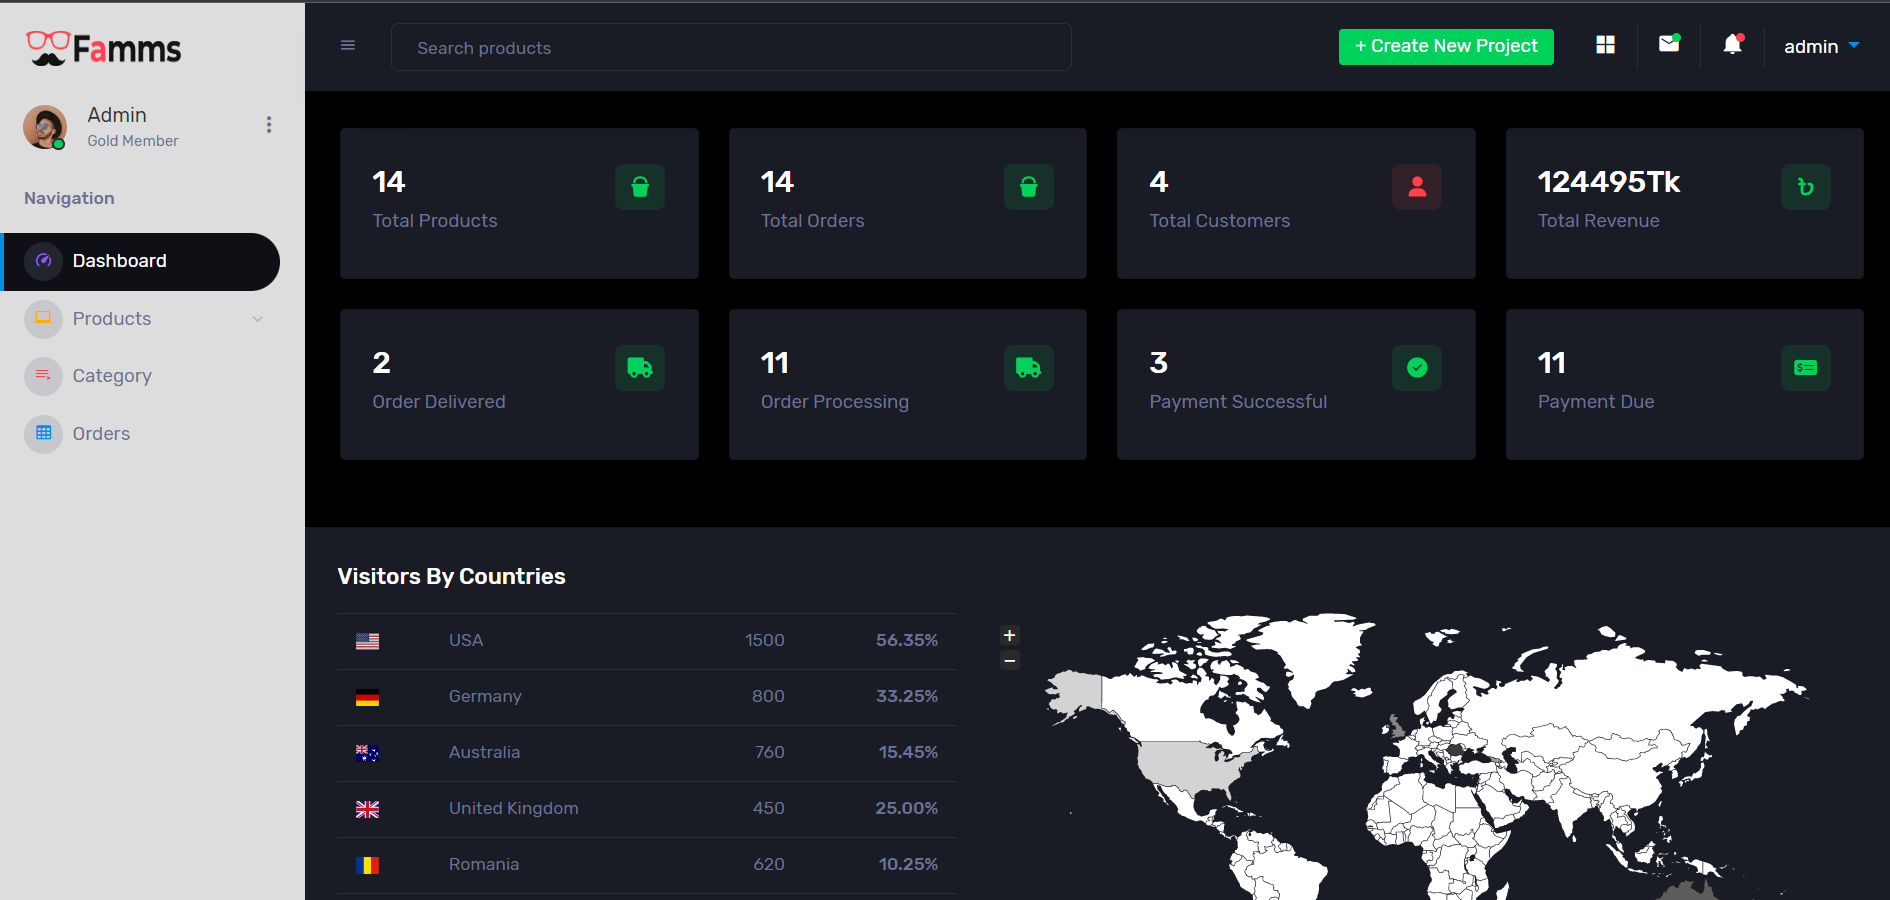 Famms
Search products
+ Create New Project
admin
Admin
Gold Member
Navigation
Dashboard
Products
Category
Orders
14
Total Products
14
Total Orders
4
Total Customers
124495Tk
Total Revenue
৳
2
Order Delivered
11
Order Processing
3
Payment Successful
11
Payment Due
Visitors By Countries
USA 1500 56.35%
Germany 800 33.25%
Australia 760 15.45%
United Kingdom 450 25.00%
Romania 620 10.25%
+
−